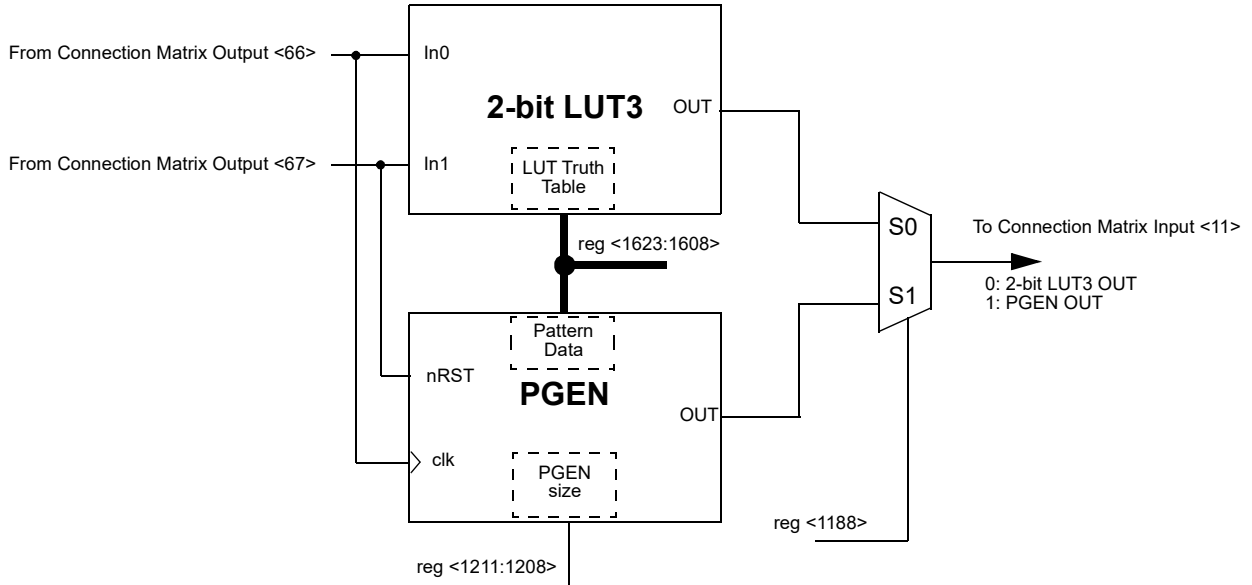 From Connection Matrix Output <66>
In0
2-bit LUT3
OUT
From Connection Matrix Output <67>
In1
LUT Truth
Table
reg <1623:1608>
S0
To Connection Matrix Input <11>
S1
0: 2-bit LUT3 OUT
1: PGEN OUT
Pattern
Data
nRST
PGEN
OUT
clk
PGEN
size
reg <1188>
reg <1211:1208>